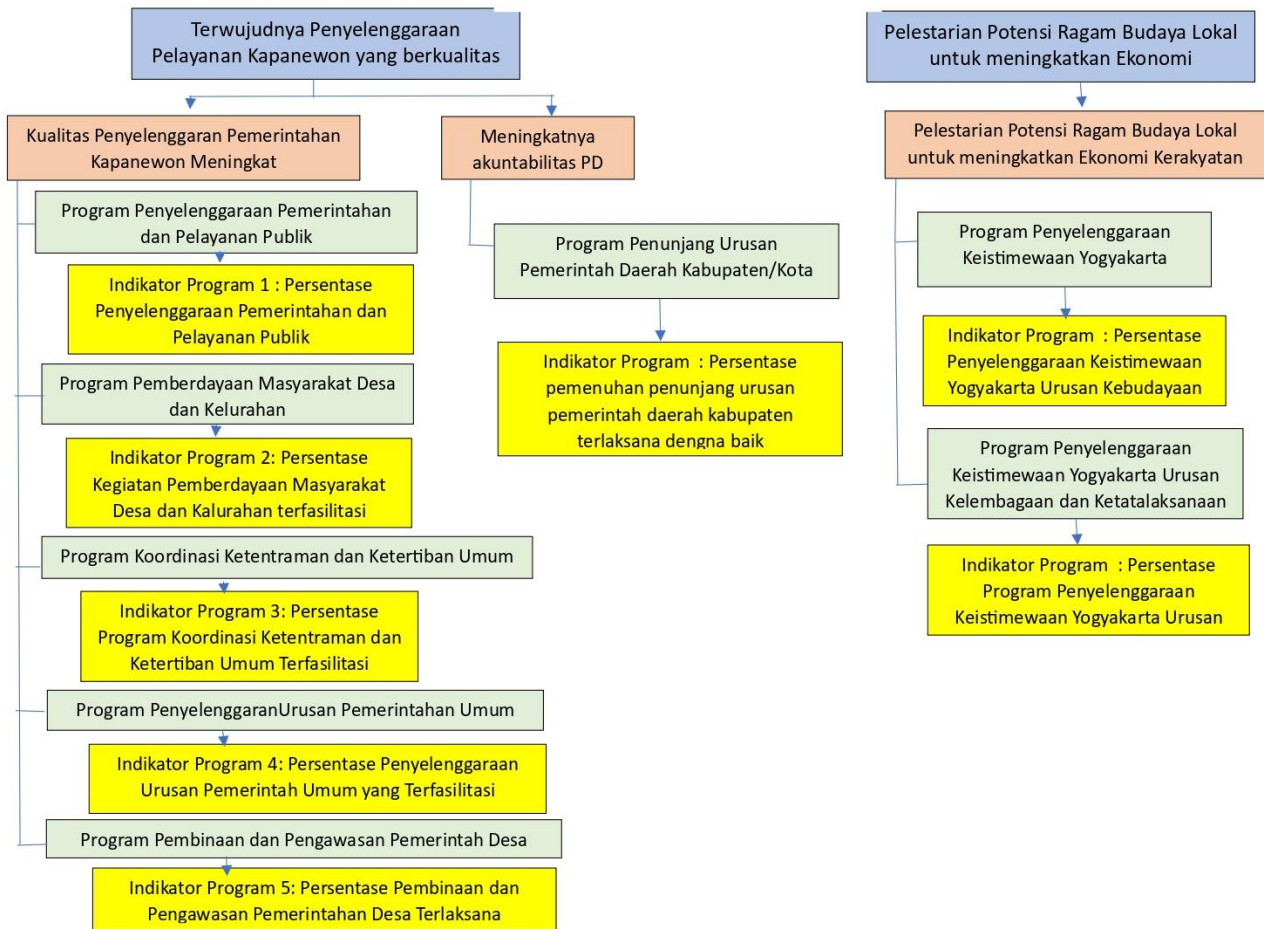 Terwujudnya Penyelenggaraan
Pelayanan Kapanewon yang berkualitas
Kualitas Penyelenggaran Pemerintahan
Kapanewon Meningkat
Program Penyelenggaraan Pemerintahan
dan Pelayanan Publik
Indikator Program 1 : Persentase
Penyelenggaraan Pemerintahan dan
Pelayanan Publik
Program Pemberdayaan Masyarakat Desa
dan Kelurahan
Indikator Program 2: Persentase
Kegiatan Pemberdayaan Masyarakat
Desa dan Kalurahan terfasilitasi
Program Koordinasi Ketentraman dan Ketertiban Umum
Indikator Program 3: Persentase
Program Koordinasi Ketentraman dan
Ketertiban Umum Terfasilitasi
Program PenyelenggaranUrusan Pemerintahan Umum
Indikator Program 4: Persentase Penyelenggaraan
Urusan Pemerintah Umum yang Terfasilitasi
Program Pembinaan dan Pengawasan Pemerintah Desa
Indikator Program 5: Persentase Pembinaan dan
Pengawasan Pemerintahan Desa Terlaksana
Meningkatnya
akuntabilitas PD
Program Penunjang Urusan
Pemerintah Daerah Kabupaten/Kota
Indikator Program : Persentase
pemenuhan penunjang urusan
pemerintah daerah kabupaten
terlaksana dengna baik
Pelestarian Potensi Ragam Budaya Lokal
untuk meningkatkan Ekonomi
Pelestarian Potensi Ragam Budaya Lokal
untuk meningkatkan Ekonomi Kerakyatan
Program Penyelenggaraan
Keistimewaan Yogyakarta
Indikator Program : Persentase
Penyelenggaraan Keistimewaan
Yogyakarta Urusan Kebudayaan
Program Penyelenggaraan
Keistimewaan Yogyakarta Urusan
Kelembagaan dan Ketatalaksanaan
Indikator Program : Persentase
Program Penyelenggaraan
Keistimewaan Yogyakarta Urusan